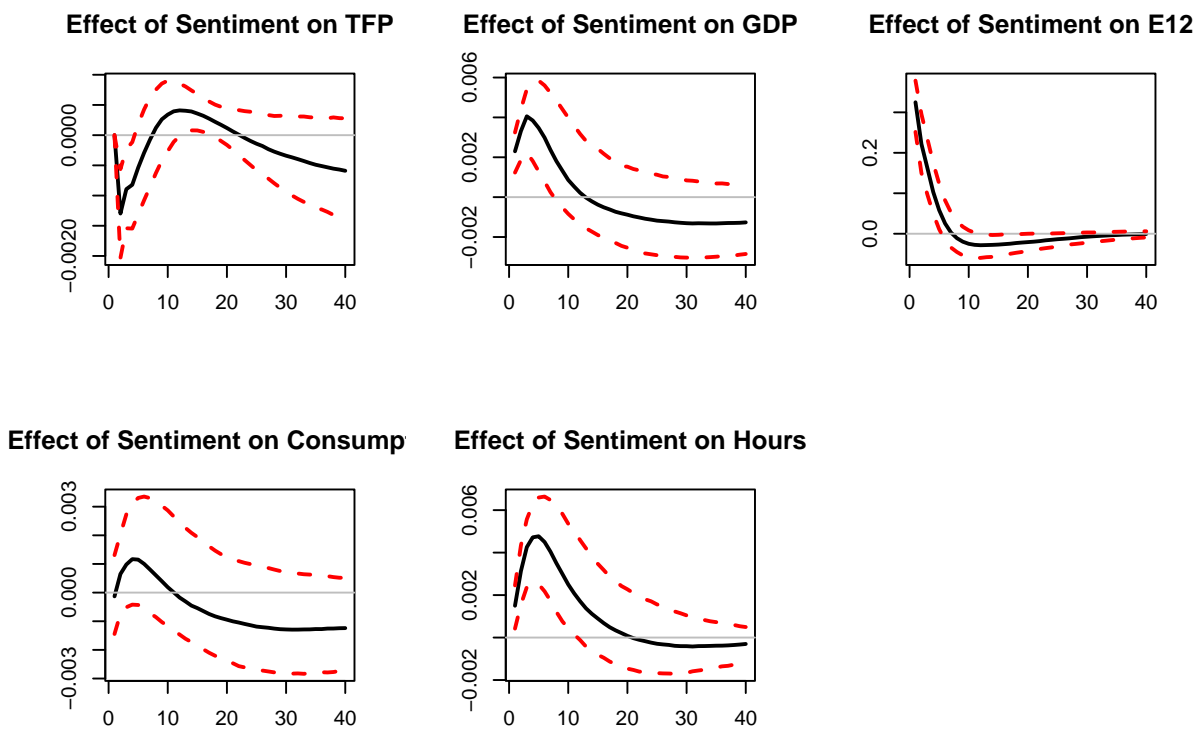 Effect of Sentiment on TFP
0.0000
−0.0020
0 10 20 30 40
Effect of Sentiment on GDP
0.006
0.002
−0.002
0 10 20 30 40
Effect of Sentiment on E12
0.2
0.0
0 10 20 30 40
Effect of Sentiment on Consump
0.003
0.000
−0.003
0 10 20 30 40
Effect of Sentiment on Hours
0.006
0.002
−0.002
0 10 20 30 40